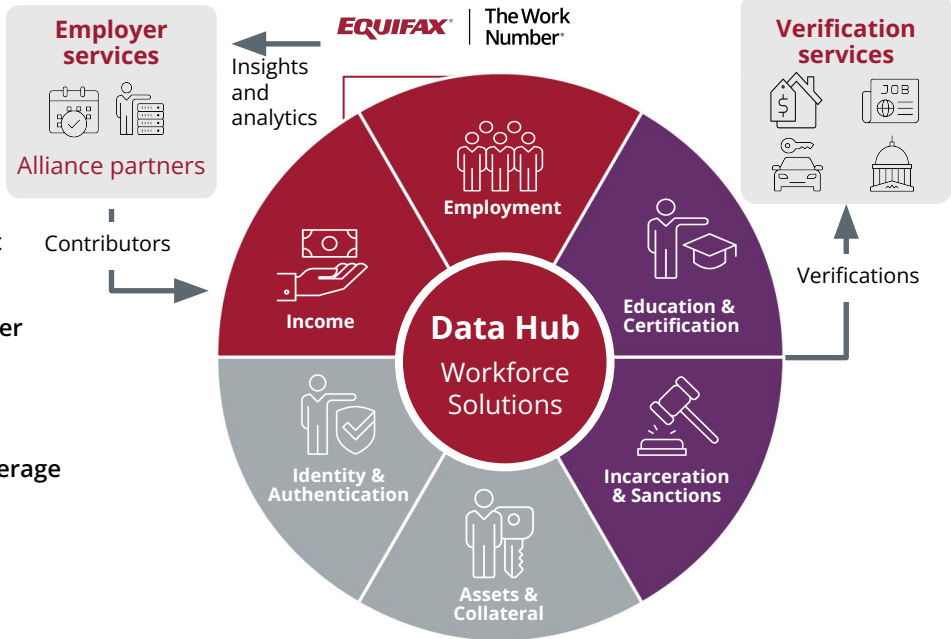 Employer
services
Alliance partners
EQUIFAX®
The Work
Number®
Insights
and
analytics
Verification
services
JOB
$
Contributors
Verifications
Employment
Income
Education &
Certification
Data Hub
Workforce
Solutions
Identity &
Authentication
Incarceration
& Sanctions
Assets &
Collateral
er
erage